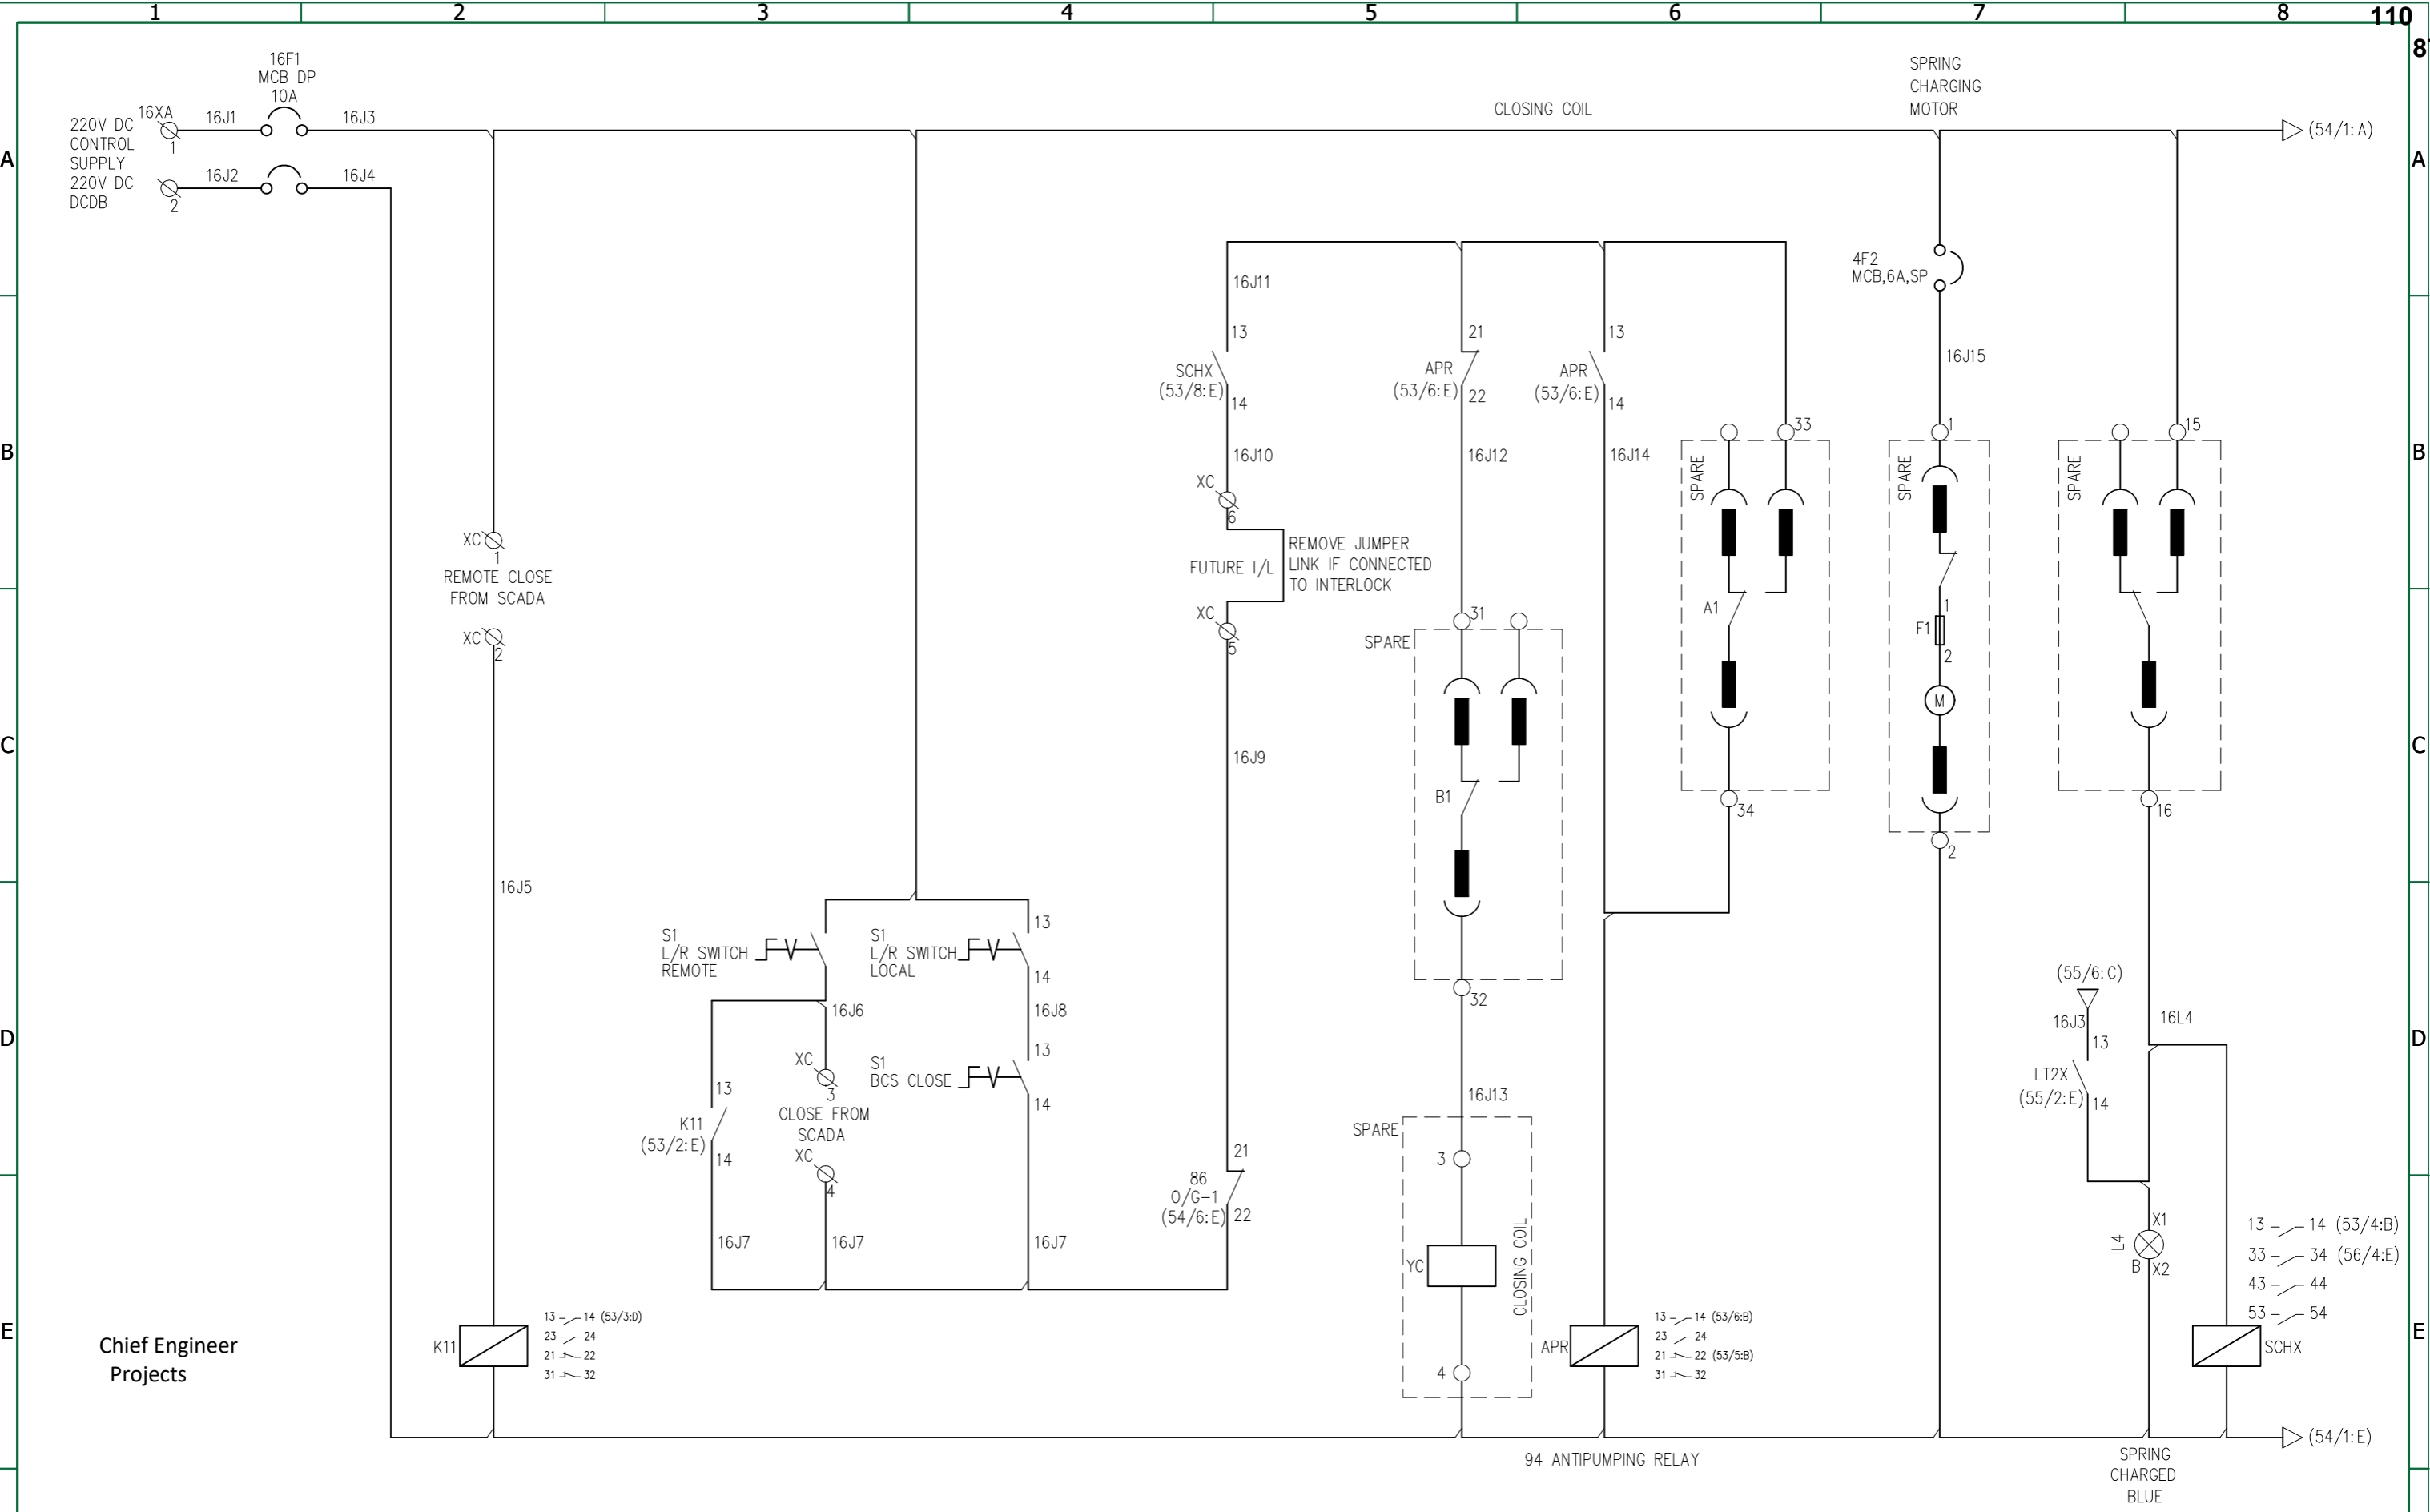 1 2 3 4 5 6 7 8 110
16F1
MCB DP
10A
16XA
16J1
16J3
220V DC
CONTROL
SUPPLY
1
220V DC
DCDB
16J2
16J4
2
CLOSING COIL
SPRING
CHARGING
MOTOR
(54/1:A)
A
A
4F2
MCB,6A,SP
16J11
13
SCHX
(53/8:E)
14
21
APR
(53/6:E)
22
13
APR
(53/6:E)
14
16J15
B
B
16J10
16J12
16J14
33
1
15
SPARE
SPARE
SPARE
XC
6
XC
1
REMOTE CLOSE
FROM SCADA
XC
2
FUTURE I/L
REMOVE JUMPER
LINK IF CONNECTED
TO INTERLOCK
XC
5
31
SPARE
A1
1
F1
2
M
C
C
16J9
B1
34
2
16
16J5
S1
L/R SWITCH
REMOTE
S1
L/R SWITCH
LOCAL
13
14
16J6
16J8
32
(55/6:C)
16J3
16L4
D
D
13
LT2X
(55/2:E)
14
XC
3
CLOSE FROM
SCADA
XC
4
S1
BCS CLOSE
13
14
13
K11
(53/2:E)
14
16J13
SPARE
3
21
86
O/G-1
(54/6:E)
22
16J7
16J7
16J7
YC
CLOSING COIL
4
X1
IL4
B
X2
13 14 (53/4:B)
33 34 (56/4:E)
43 44
53 54
SCHX
E
E
Chief Engineer
Projects
K11
13 14 (53/3:D)
23 24
21 22
31 32
APR
13 14 (53/6:B)
23 24
21 22 (53/5:B)
31 32
(54/1:E)
94 ANTIPUMPING RELAY
SPRING
CHARGED
BLUE